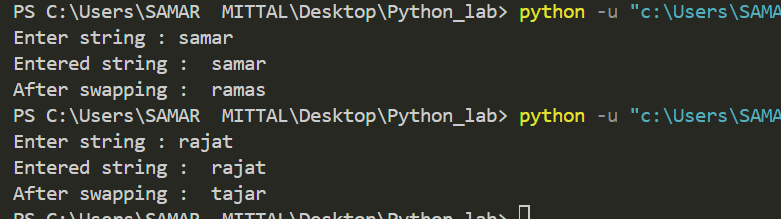 PS C:\Users\SAMAR  MITTAL\Desktop\Python_lab> python -u "c:\Users\SAMA
Enter string : samar
Entered string :  samar
After swapping :  ramas
PS C:\Users\SAMAR  MITTAL\Desktop\Python_lab> python -u "c:\Users\SAMA
Enter string : rajat
Entered string :  rajat
After swapping :  tajar
PS C:\Users\SAMAR  MITTAL\Desktop\Python_lab>